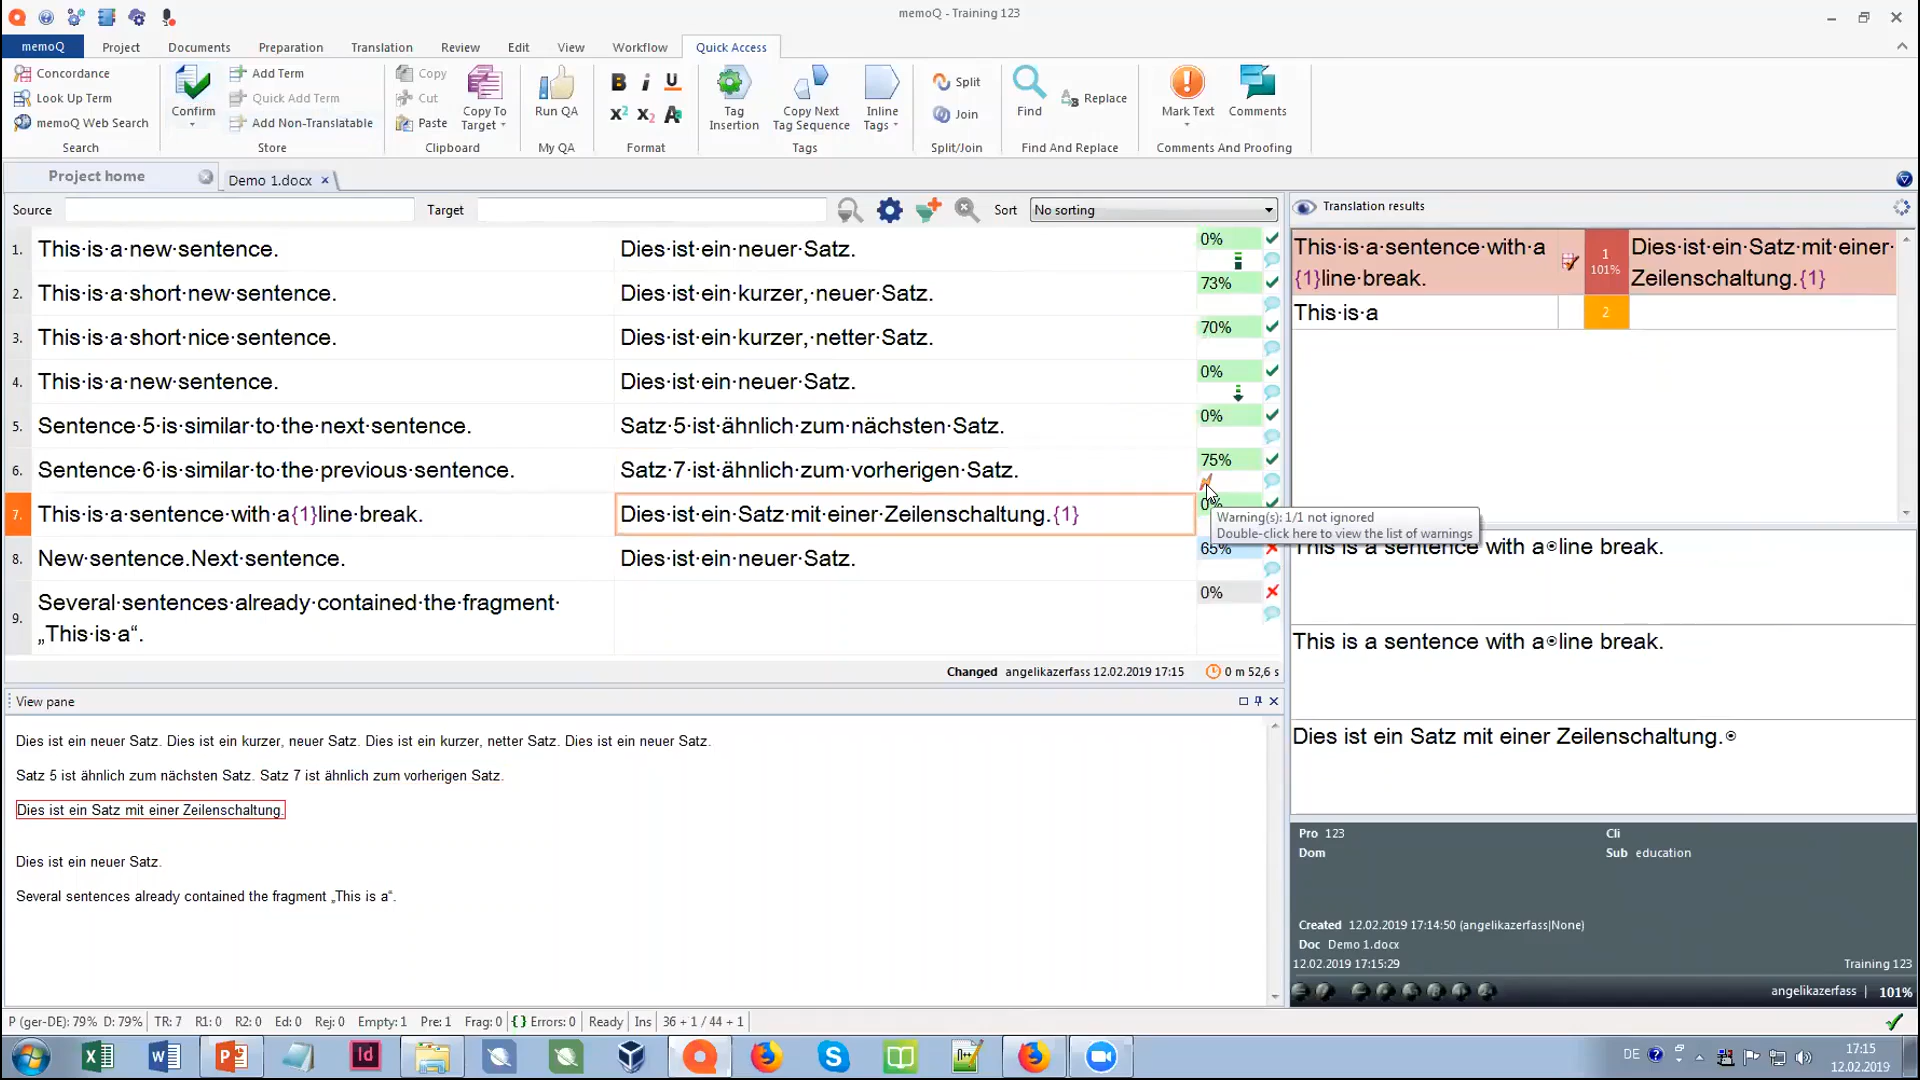 memoQ - Training 123
memoQ Project Documents Preparation Translation Review Edit View Workflow Quick Access
Concordance
Look Up Term
memoQ Web Search
Search
Confirm
Add Term
Quick Add Term
Add Non-Translatable
Store
Copy
Cut
Paste
Copy To
Target
Clipboard
Run QA
My QA
B i U
X² X₂ A
Format
Tag
Insertion
Copy Next
Tag Sequence
Inline
Tags
Tags
Split
Join
Split/Join
Find
Replace
Find And Replace
Mark Text
Comments
Comments And Proofing
Project home
Demo 1.docx
Source
Target
Sort No sorting
1. This·is·a·new·sentence. Dies·ist·ein·neuer·Satz. 0%
2. This·is·a·short·new·sentence. Dies·ist·ein·kurzer,·neuer·Satz. 73%
3. This·is·a·short·nice·sentence. Dies·ist·ein·kurzer,·netter·Satz. 70%
4. This·is·a·new·sentence. Dies·ist·ein·neuer·Satz. 0%
5. Sentence·5·is·similar·to·the·next·sentence. Satz·5·ist·ähnlich·zum·nächsten·Satz. 0%
6. Sentence·6·is·similar·to·the·previous·sentence. Satz·7·ist·ähnlich·zum·vorherigen·Satz. 75%
7. This·is·a·sentence·with·a{1}line·break. Dies·ist·ein·Satz·mit·einer·Zeilenschaltung.{1} 0%
8. New·sentence.Next·sentence. Dies·ist·ein·neuer·Satz. 65%
9. Several·sentences·already·contained·the·fragment· 0%
„This·is·a“.
Warning(s): 1/1 not ignored
Double-click here to view the list of warnings
Changed angelikazerfass 12.02.2019 17:15 0 m 52,6 s
View pane
Dies ist ein neuer Satz. Dies ist ein kurzer, neuer Satz. Dies ist ein kurzer, netter Satz. Dies ist ein neuer Satz.
Satz 5 ist ähnlich zum nächsten Satz. Satz 7 ist ähnlich zum vorherigen Satz.
Dies ist ein Satz mit einer Zeilenschaltung.
Dies ist ein neuer Satz.
Several sentences already contained the fragment „This is a“.
Translation results
This·is·a·sentence·with·a
{1}line·break.
1
101%
Dies·ist·ein·Satz·mit·einer·
Zeilenschaltung.{1}
This·is·a 2
This is a sentence with a line break.
This is a sentence with a line break.
Dies ist ein Satz mit einer Zeilenschaltung.
Pro 123 Cli
Dom Sub education
Created 12.02.2019 17:14:50 (angelikazerfass|None)
Doc Demo 1.docx
12.02.2019 17:15:29 Training 123
angelikazerfass | 101%
P (ger-DE): 79% D: 79% TR: 7 R1: 0 R2: 0 Ed: 0 Rej: 0 Empty: 1 Pre: 1 Frag: 0 {} Errors: 0 Ready Ins 36 + 1 / 44 + 1
DE
17:15
12.02.2019